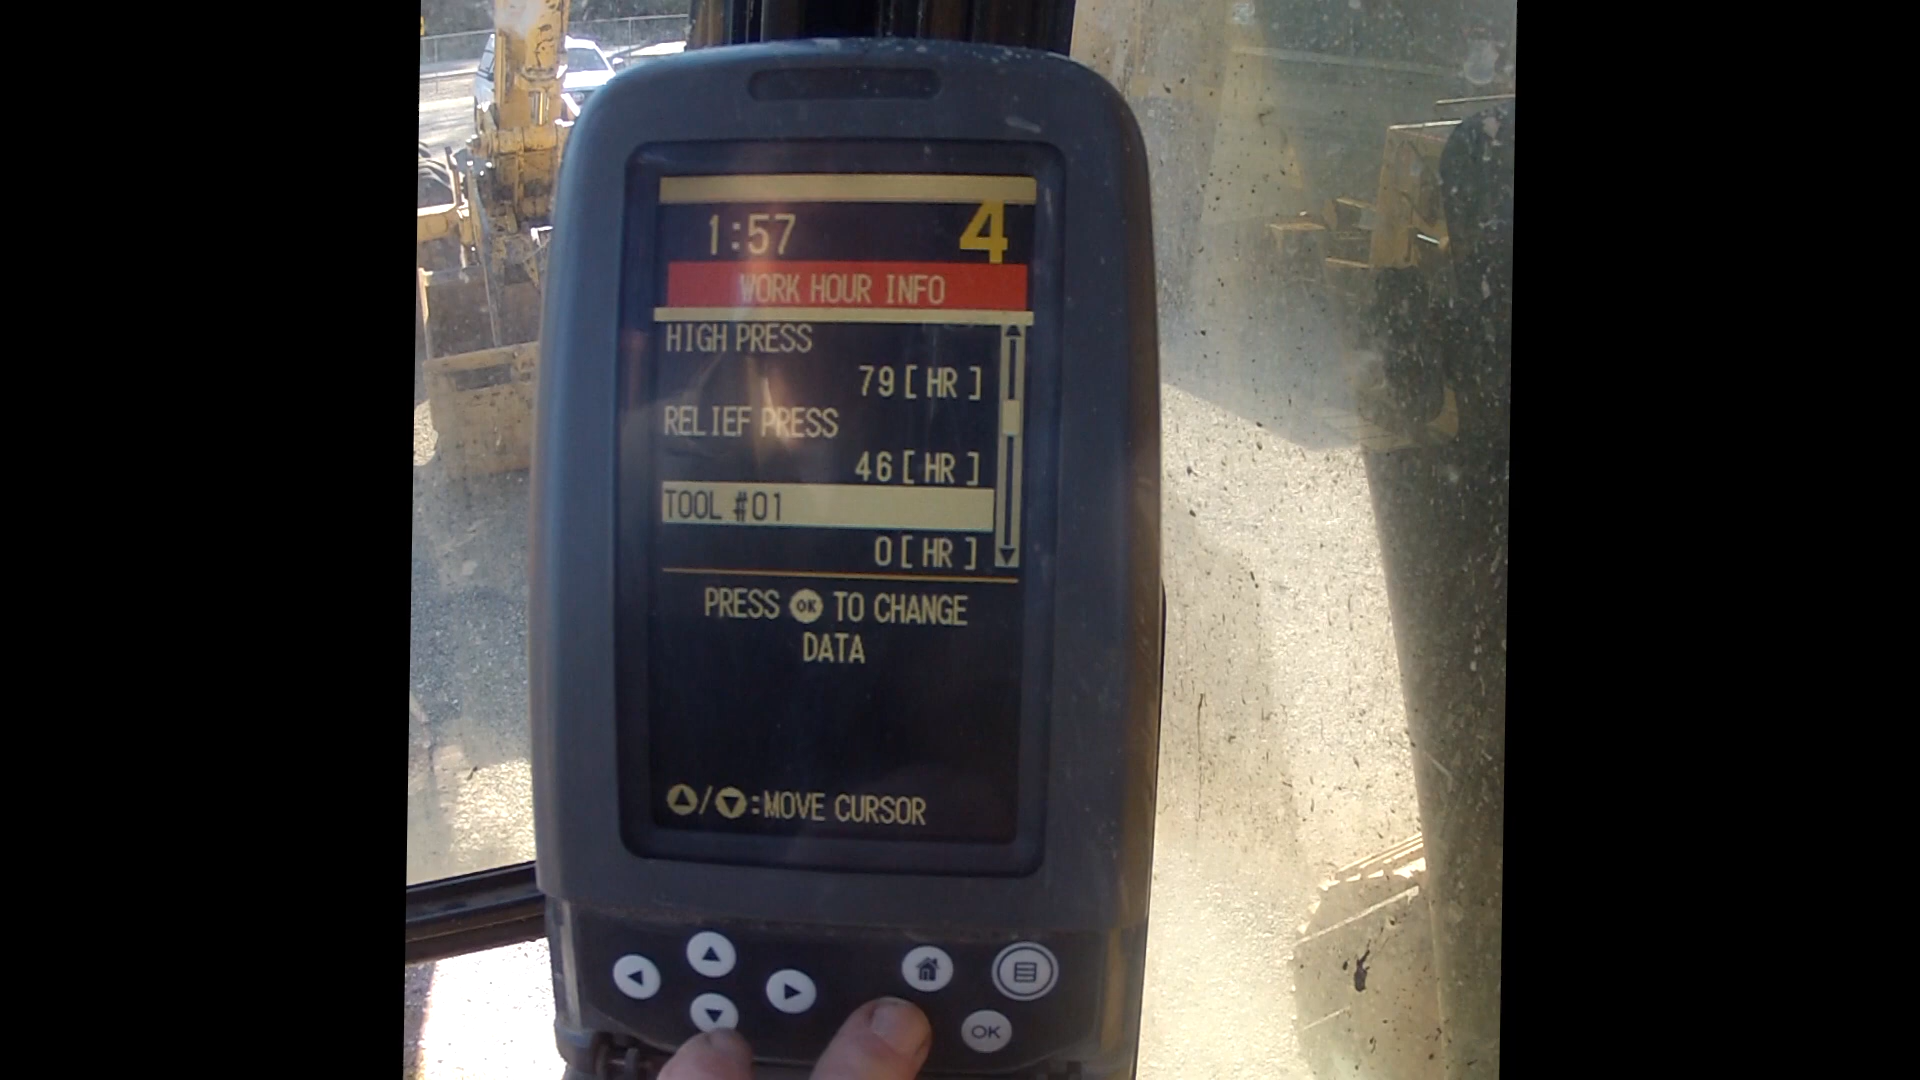 1:57 4
WORK HOUR INFO
HIGH PRESS
79[HR]
RELIEF PRESS
46[HR]
TOOL #01
0[HR]
PRESS OK TO CHANGE
DATA
/ :MOVE CURSOR
OK